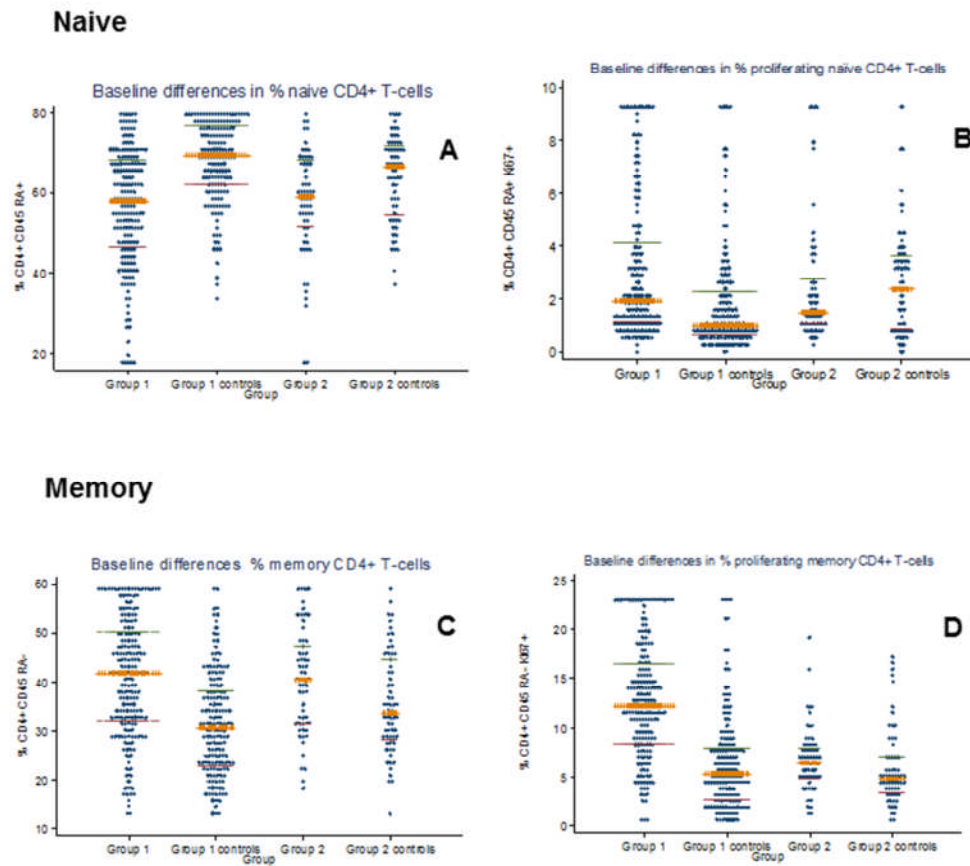 Naive
Baseline differences in % naive CD4+ T-cells
A
% CD4+ CD45 RA+
80
60
40
20
Group 1
Group 1 controls
Group 2
Group 2 controls
Group
Baseline differences in % proliferating naïve CD4+ T-cells
B
% CD4+ CD45 RA+ Ki67+
10
8
6
4
2
0
Group 1
Group 1 controls
Group 2
Group 2 controls
Group
Memory
Baseline differences % memory CD4+ T-cells
C
% CD4+ CD45 RA-
60
50
40
30
20
10
Group 1
Group 1 controls
Group 2
Group 2 controls
Group
Baseline differences in % proliferating memory CD4+ T-cells
D
% CD4+ CD45 RA- Ki67+
25
20
15
10
5
0
Group 1
Group 1 controls
Group 2
Group 2 controls
Group